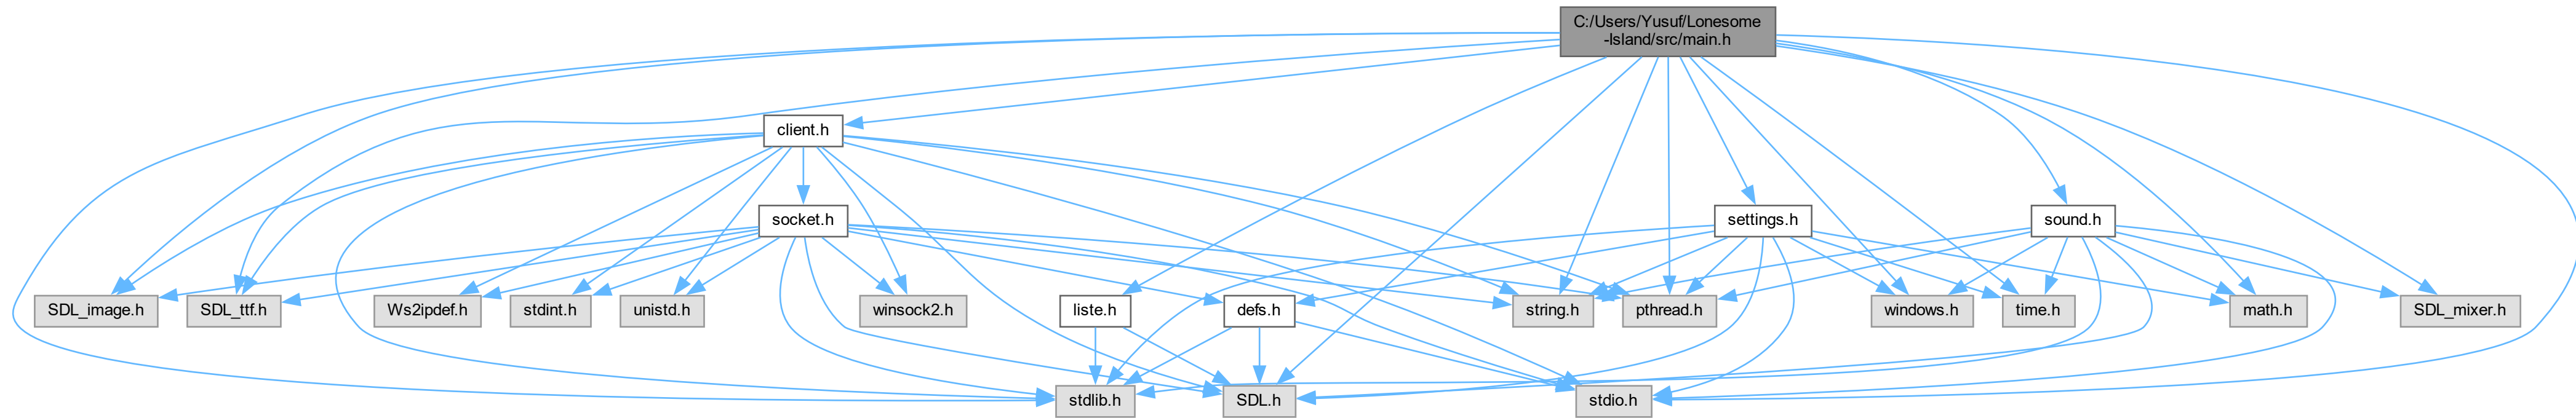 C:/Users/Yusuf/Lonesome
-Island/src/main.h
client.h
socket.h
settings.h
sound.h
SDL_image.h
SDL_ttf.h
Ws2ipdef.h
stdint.h
unistd.h
winsock2.h
liste.h
defs.h
string.h
pthread.h
windows.h
time.h
math.h
SDL_mixer.h
stdlib.h
SDL.h
stdio.h